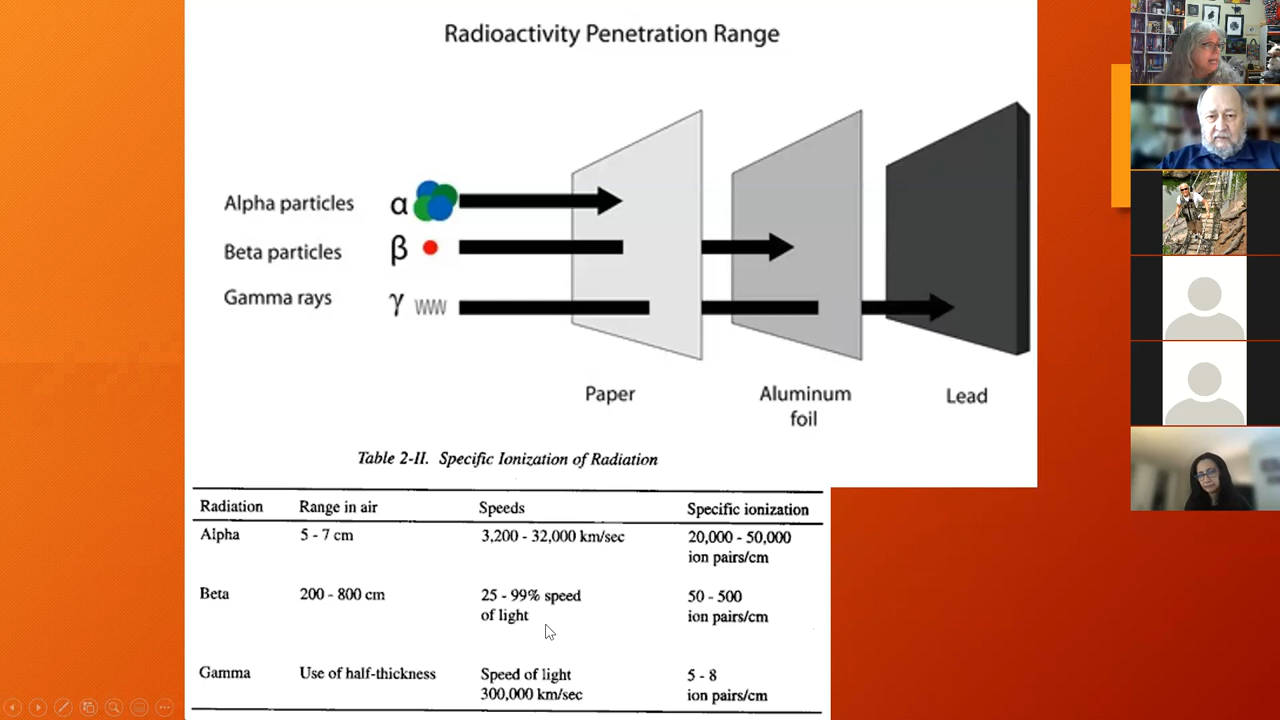 Radioactivity Penetration Range
Alpha particles α
Beta particles β
Gamma rays γ
Paper
Aluminum
foil
Lead
Table 2-II. Specific Ionization of Radiation
Radiation Range in air Speeds Specific ionization
Alpha 5 - 7 cm 3,200 - 32,000 km/sec 20,000 - 50,000
ion pairs/cm
Beta 200 - 800 cm 25 - 99% speed 50 - 500
of light ion pairs/cm
Gamma Use of half-thickness Speed of light 5 - 8
300,000 km/sec ion pairs/cm